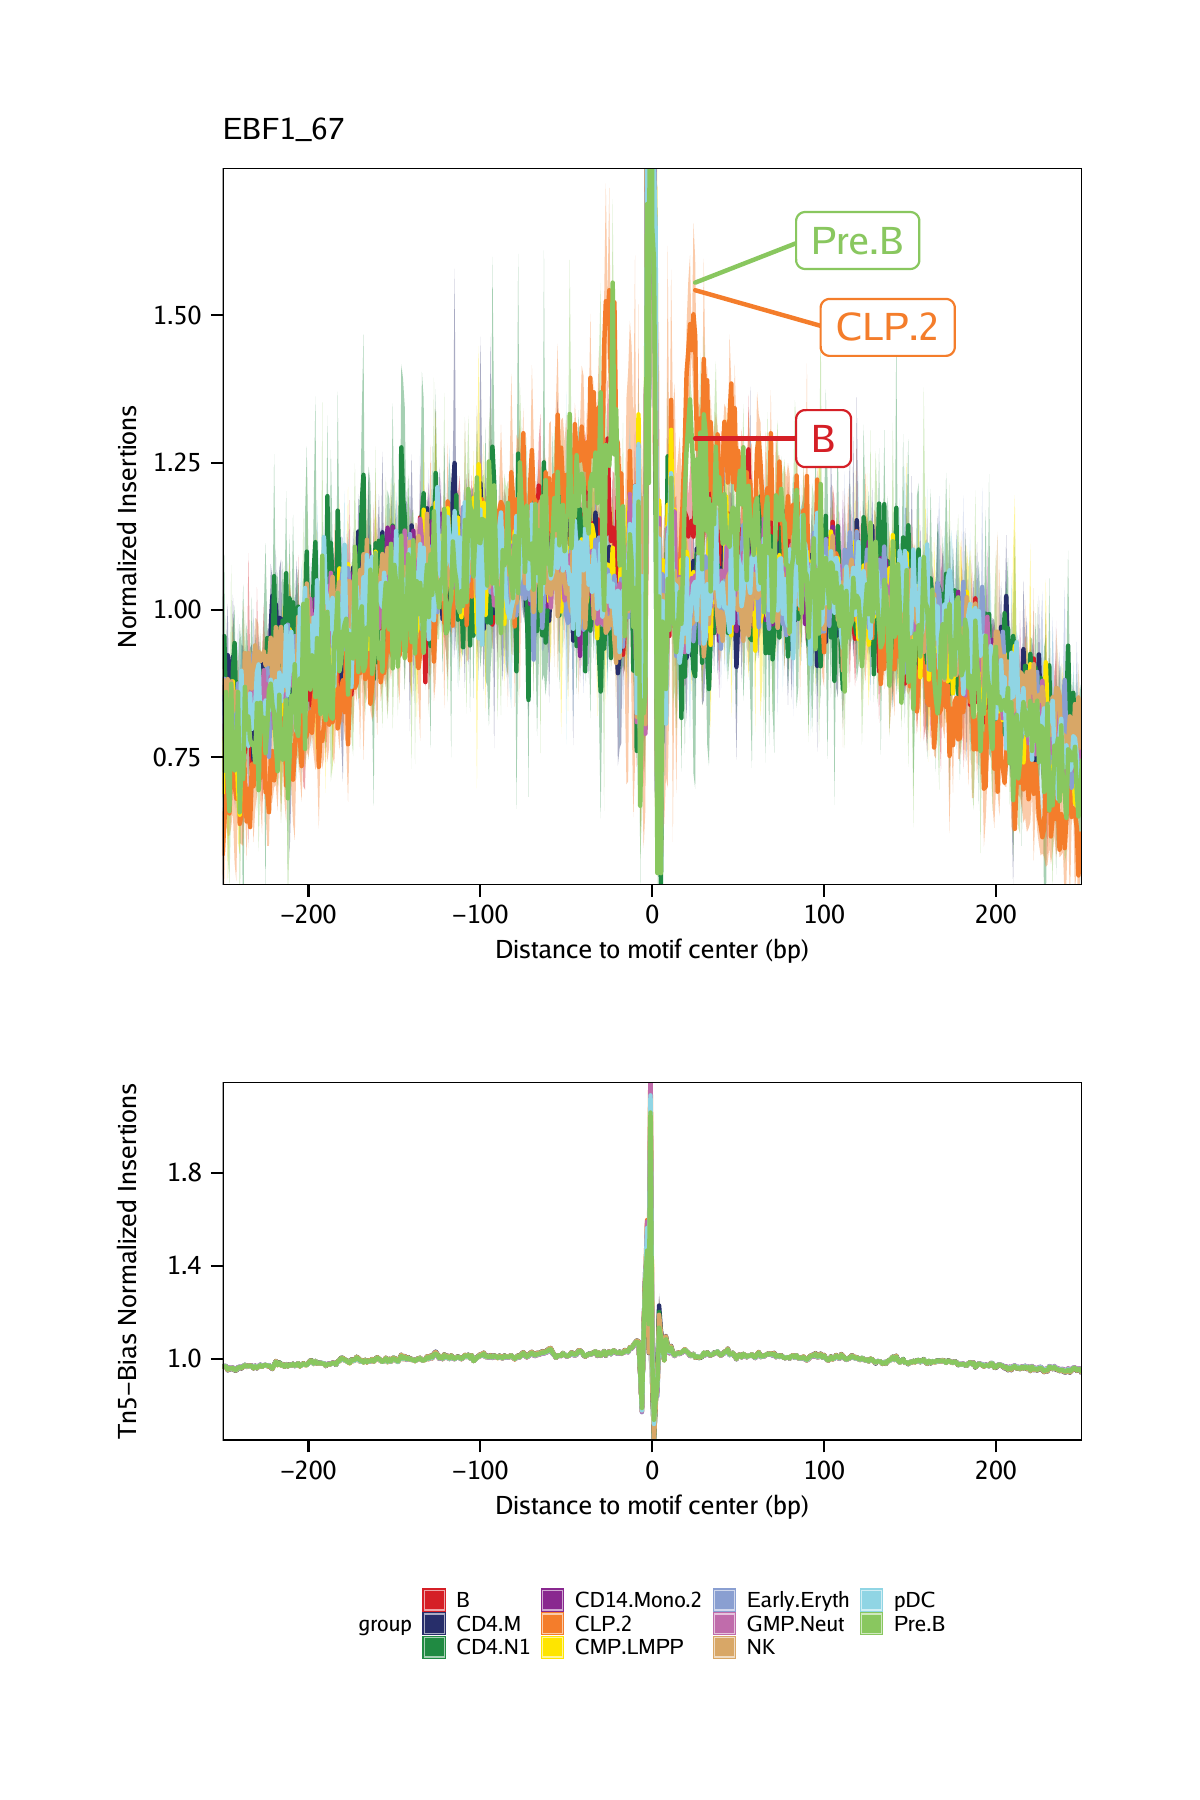 EBF1_67
Normalized Insertions
1.50
1.25
1.00
0.75
Pre.B
CLP.2
B
−200 −100 0 100 200
Distance to motif center (bp)
Tn5−Bias Normalized Insertions
1.8
1.4
1.0
−200 −100 0 100 200
Distance to motif center (bp)
group
B CD14.Mono.2 Early.Eryth pDC
CD4.M CLP.2 GMP.Neut Pre.B
CD4.N1 CMP.LMPP NK